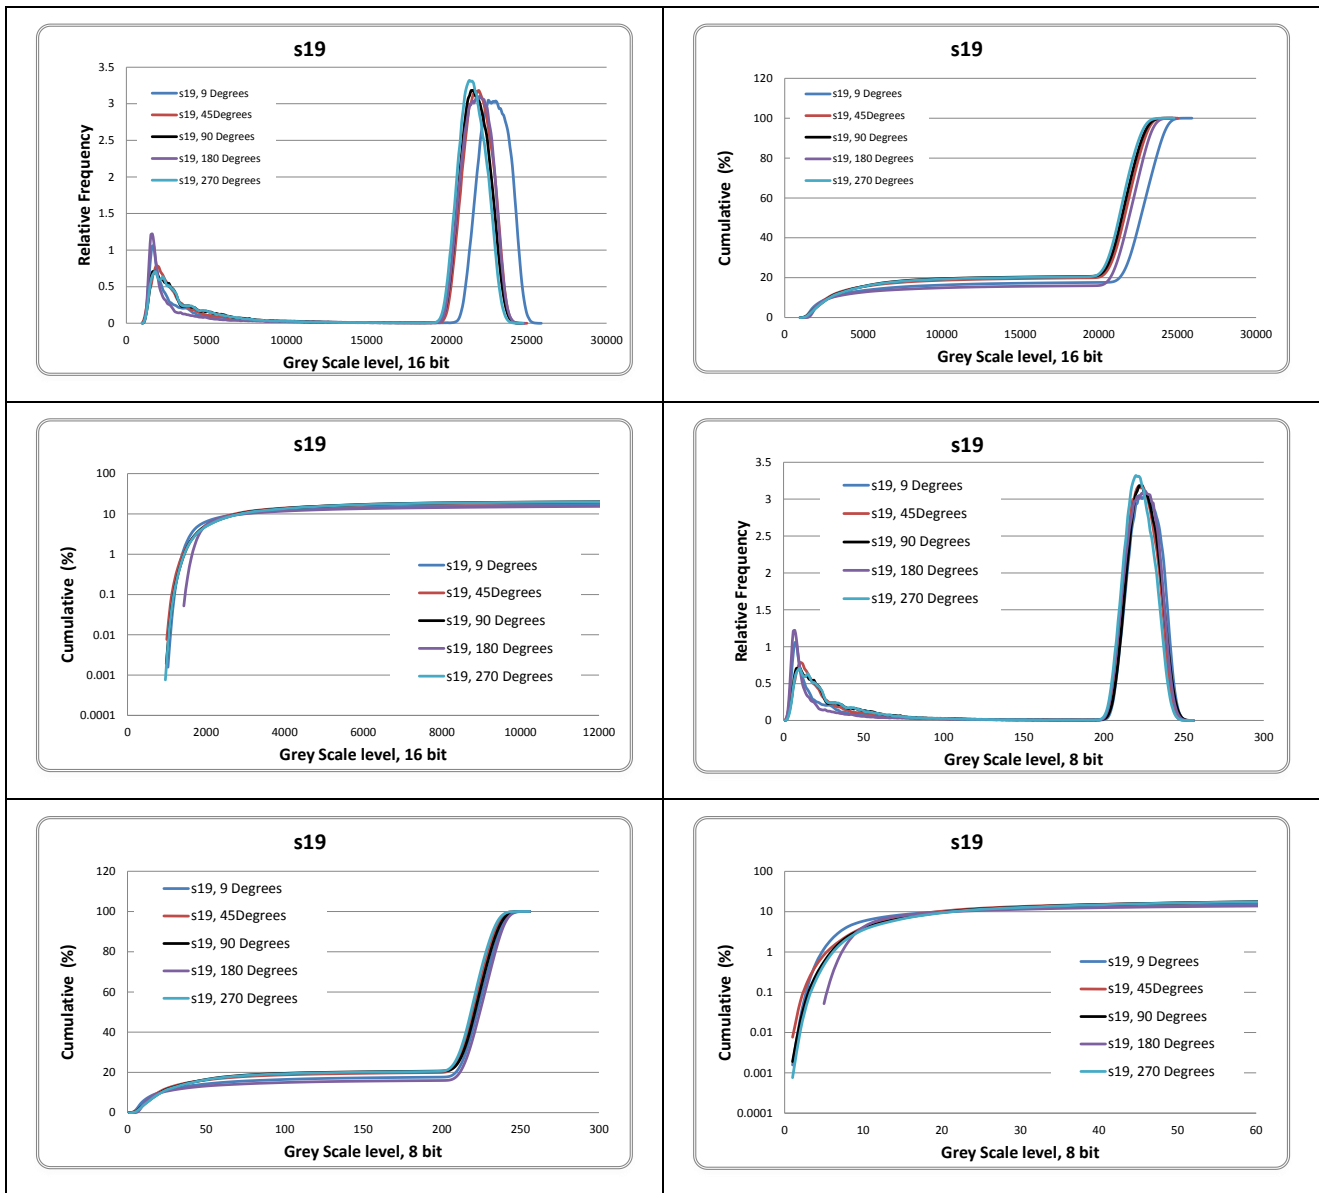 s19
3.5
3
2.5
2
1.5
1
0.5
0
Relative Frequency
s19, 9 Degrees
s19, 45Degrees
s19, 90 Degrees
s19, 180 Degrees
s19, 270 Degrees
0 5000 10000 15000 20000 25000 30000
Grey Scale level, 16 bit
s19
120
100
80
60
40
20
0
Cumulative (%)
s19, 9 Degrees
s19, 45Degrees
s19, 90 Degrees
s19, 180 Degrees
s19, 270 Degrees
0 5000 10000 15000 20000 25000 30000
Grey Scale level, 16 bit
s19
100
10
1
0.1
0.01
0.001
0.0001
Cumulative (%)
s19, 9 Degrees
s19, 45Degrees
s19, 90 Degrees
s19, 180 Degrees
s19, 270 Degrees
0 2000 4000 6000 8000 10000 12000
Grey Scale level, 16 bit
s19
3.5
3
2.5
2
1.5
1
0.5
0
Relative Frequency
s19, 9 Degrees
s19, 45Degrees
s19, 90 Degrees
s19, 180 Degrees
s19, 270 Degrees
0 50 100 150 200 250 300
Grey Scale level, 8 bit
s19
120
100
80
60
40
20
0
Cumulative (%)
s19, 9 Degrees
s19, 45Degrees
s19, 90 Degrees
s19, 180 Degrees
s19, 270 Degrees
0 50 100 150 200 250 300
Grey Scale level, 8 bit
s19
100
10
1
0.1
0.01
0.001
0.0001
Cumulative (%)
s19, 9 Degrees
s19, 45Degrees
s19, 90 Degrees
s19, 180 Degrees
s19, 270 Degrees
0 10 20 30 40 50 60
Grey Scale level, 8 bit